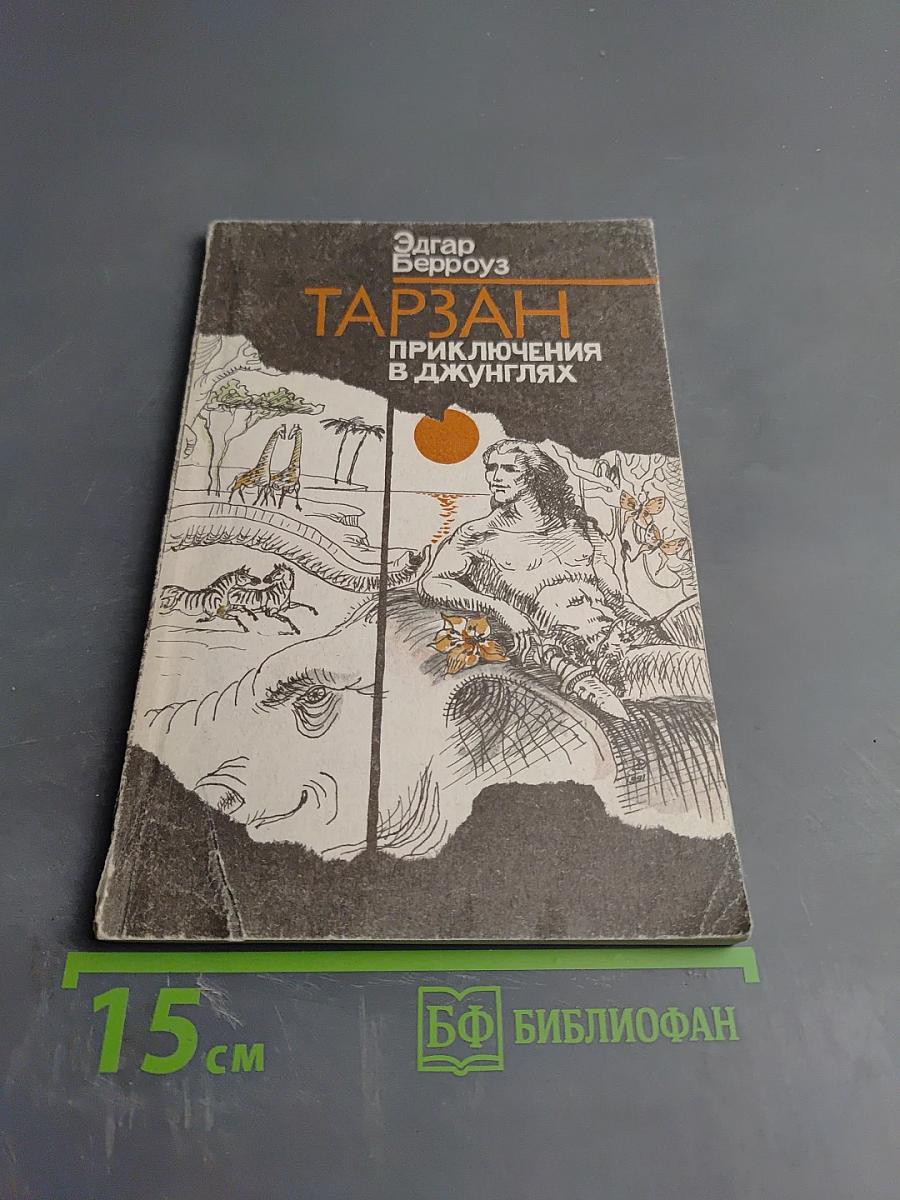 Эдгар
Берроуз
ТАРЗАН
ПРИКЛЮЧЕНИЯ
В ДЖУНГЛЯХ
15 см
БФ БИБЛИОФАН